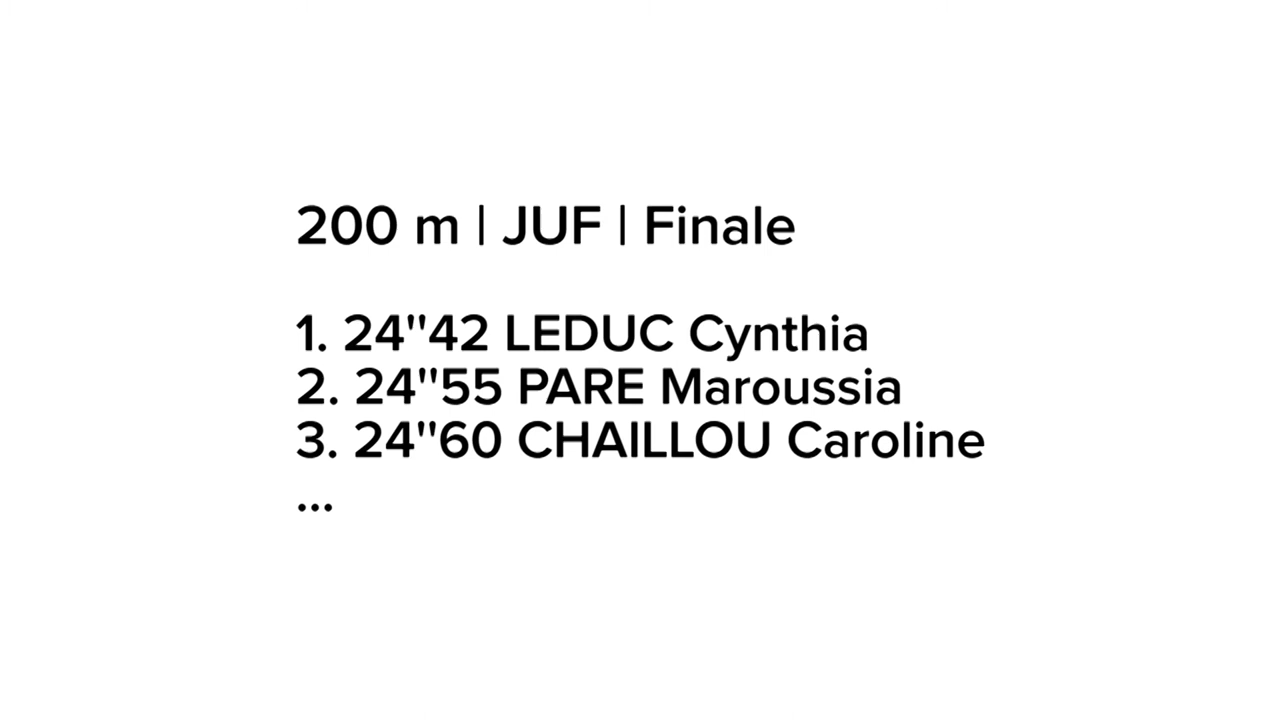 200 m | JUF | Finale
1. 24''42 LEDUC Cynthia
2. 24''55 PARE Maroussia
3. 24''60 CHAILLOU Caroline
...